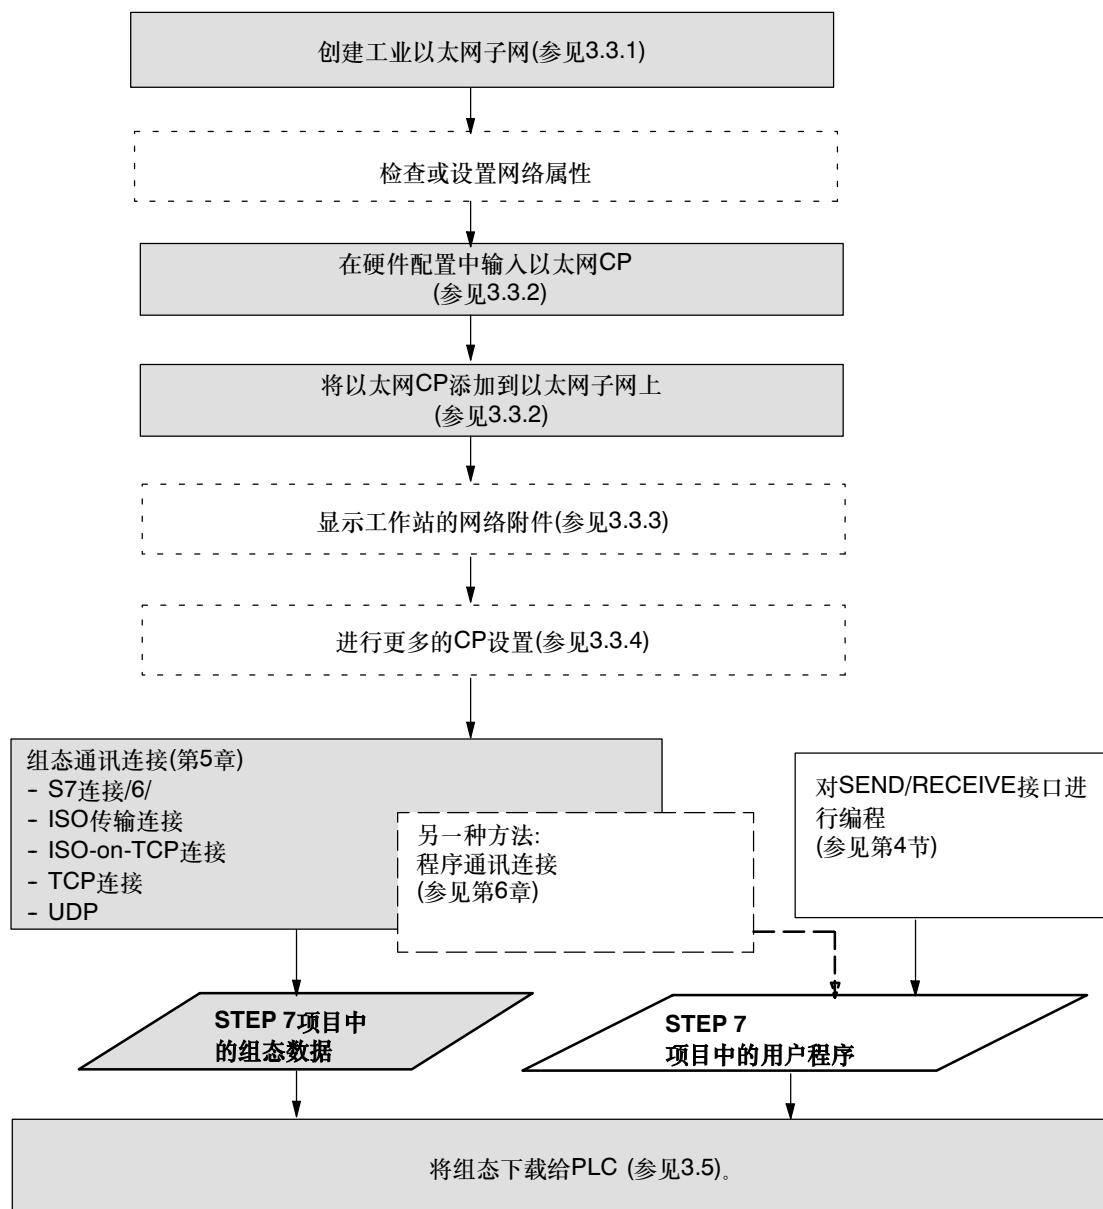 创建工业以太网子网(参见3.3.1)
检查或设置网络属性
在硬件配置中输入以太网CP
(参见3.3.2)
将以太网CP添加到以太网子网上
(参见3.3.2)
显示工作站的网络附件(参见3.3.3)
进行更多的CP设置(参见3.3.4)
组态通讯连接(第5章)
- S7连接/6/
- ISO传输连接
- ISO-on-TCP连接
- TCP连接
- UDP
另一种方法:
程序通讯连接
(参见第6章)
对SEND/RECEIVE接口进
行编程
(参见第4节)
STEP 7项目中
的组态数据
STEP 7
项目中的用户程序
将组态下载给PLC (参见3.5)。